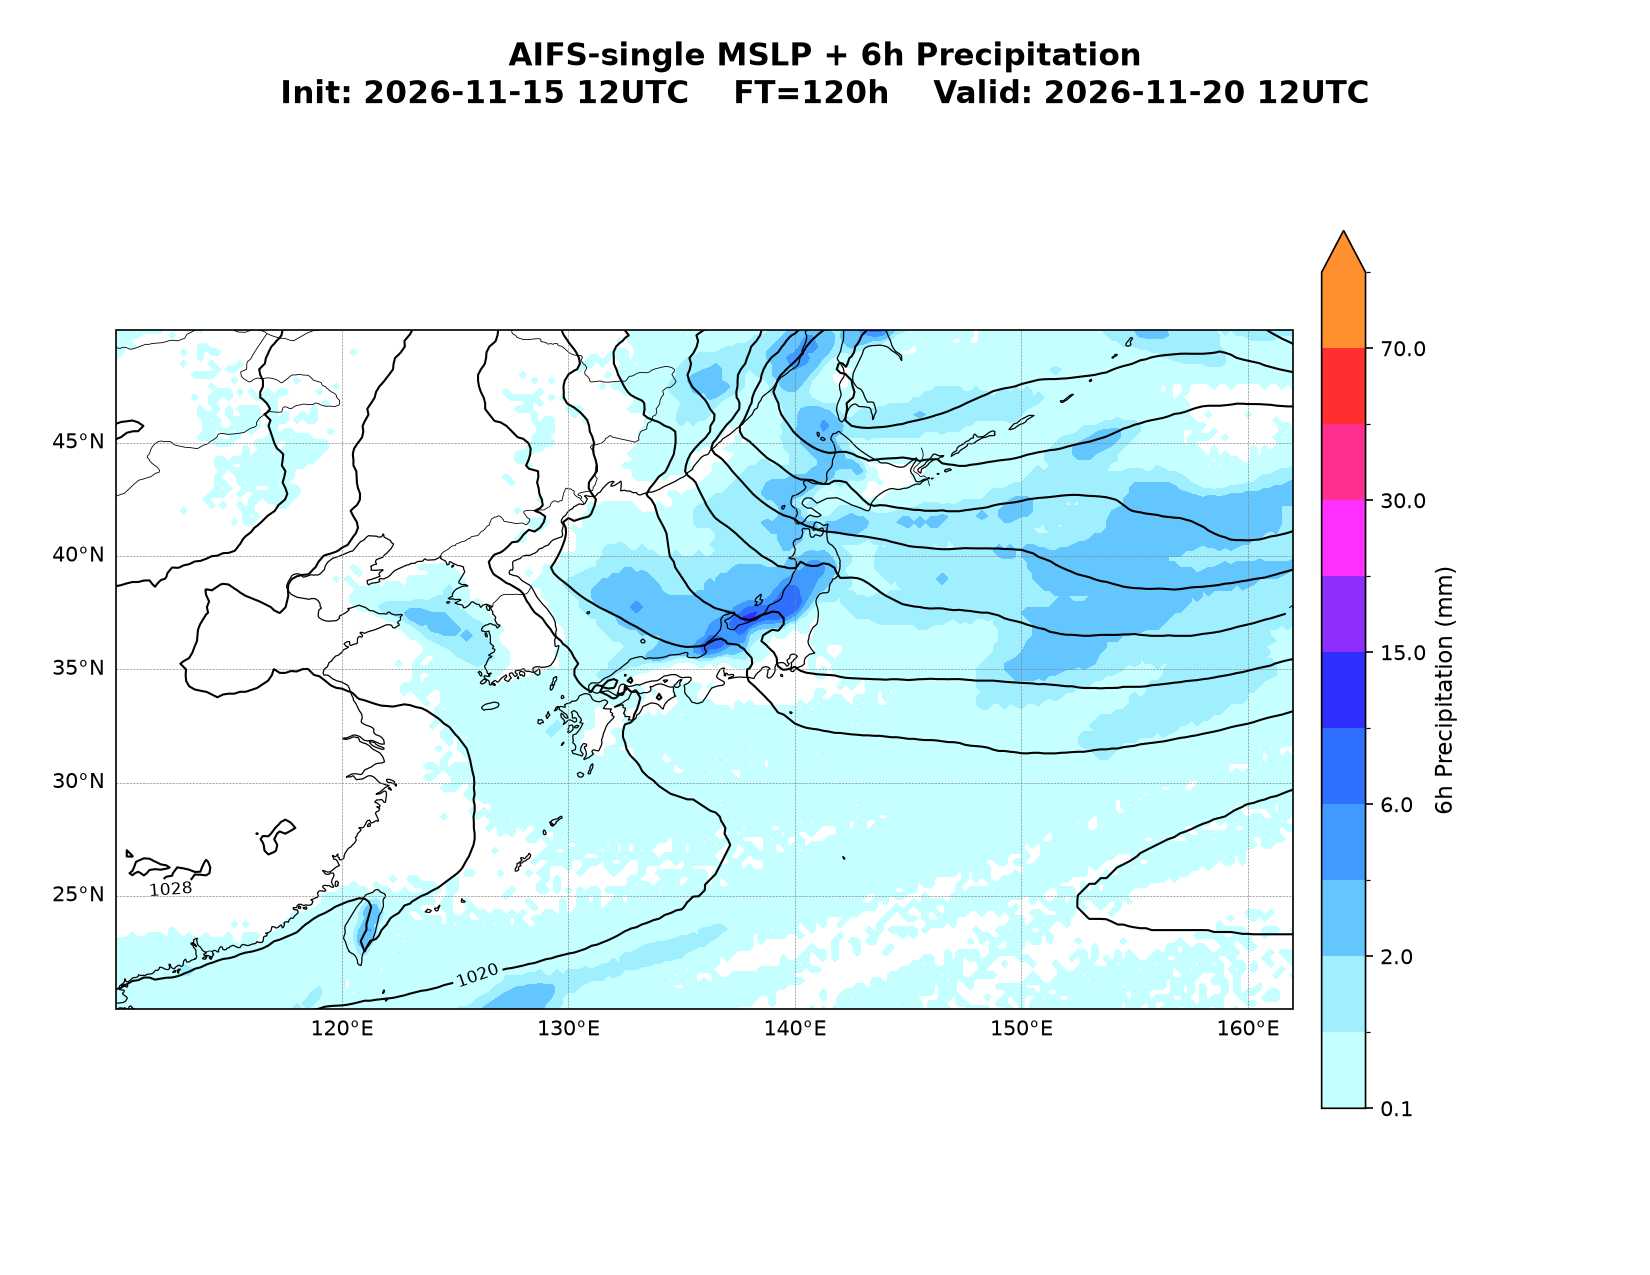 AIFS-single MSLP + 6h Precipitation
Init: 2026-11-15 12UTC    FT=120h    Valid: 2026-11-20 12UTC
70.0
45°N
30.0
40°N
35°N
15.0
6h Precipitation (mm)
30°N
6.0
1028
25°N
2.0
1020
120°E 130°E 140°E 150°E 160°E
0.1